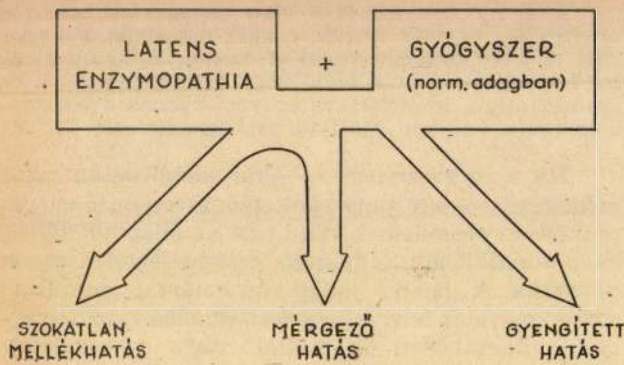 LATENS
ENZYMOPATHIA
+
GYÓGYSZER
(norm. adagban)
SZOKATLAN
MELLÉKHATÁS
MÉRGEZŐ
HATÁS
GYENGÍTETT
HATÁS